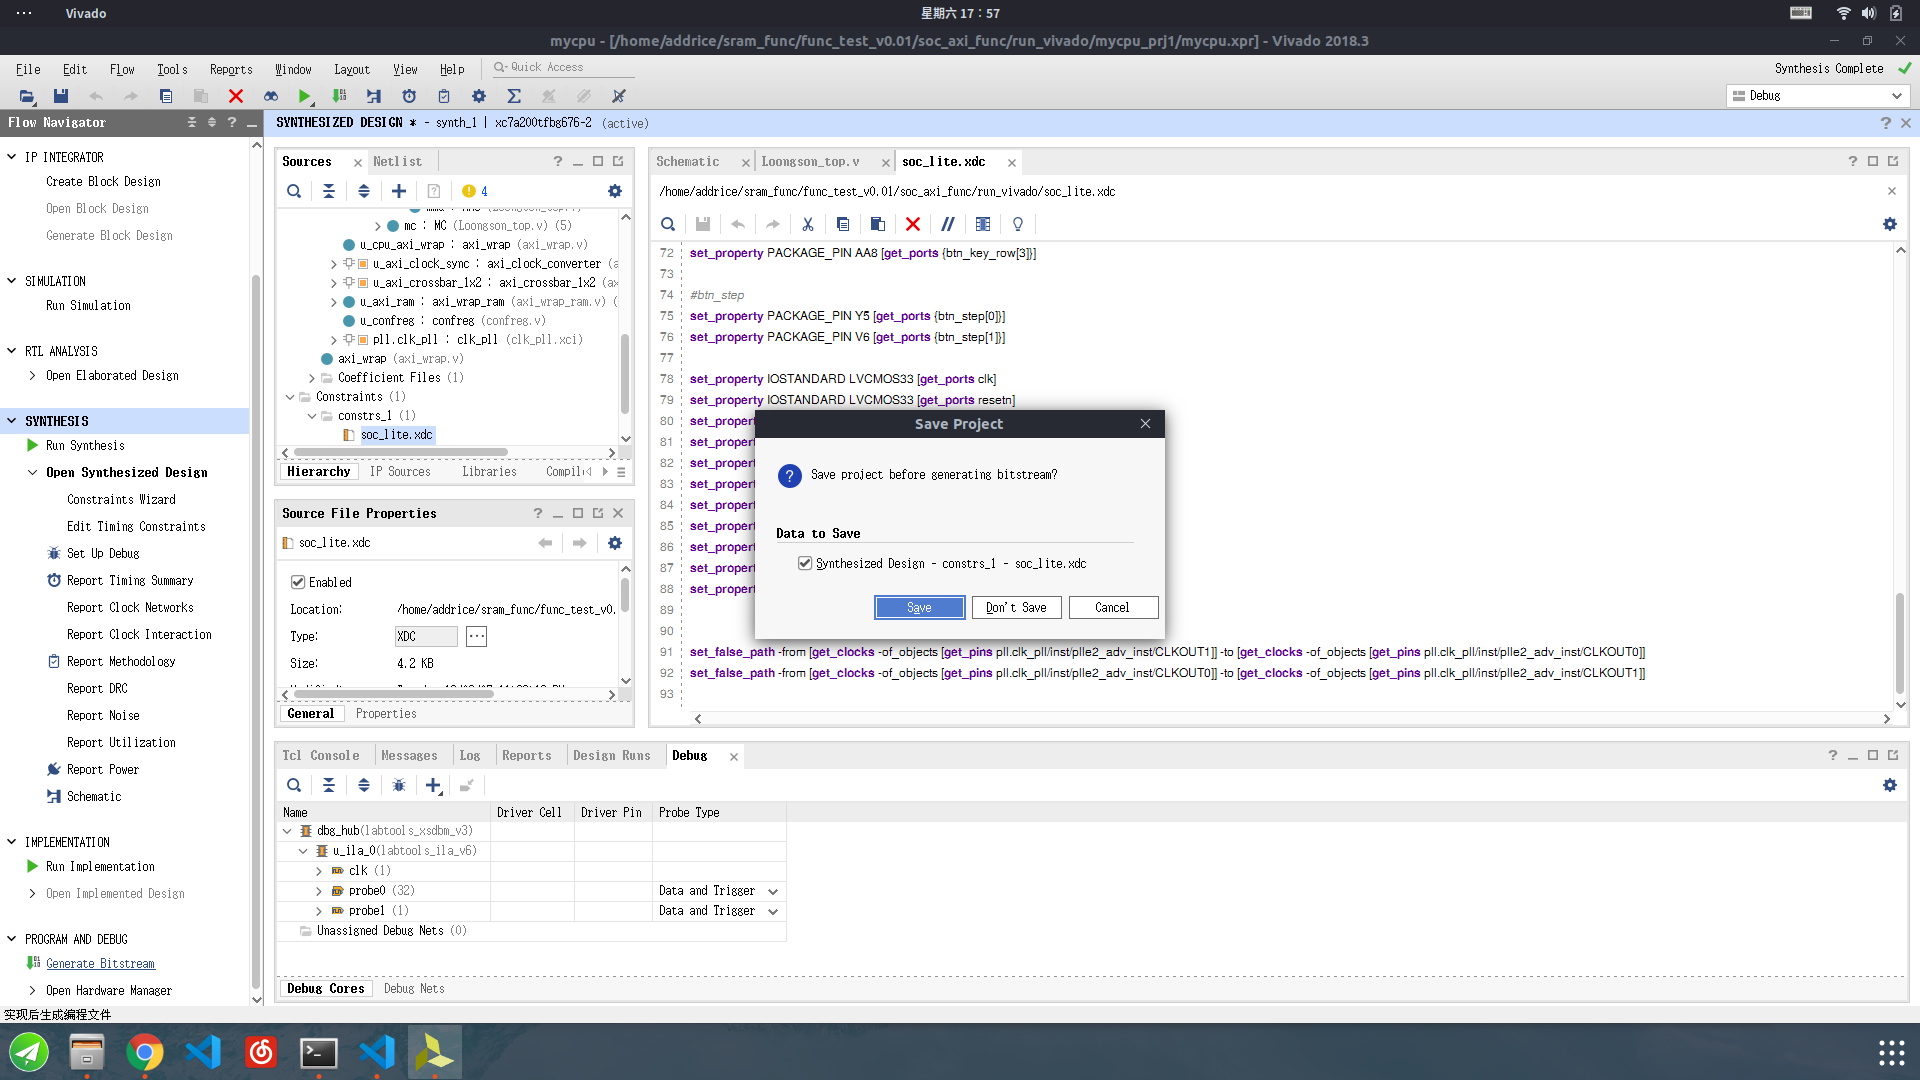 Vivado
星期六 17：57
mycpu - [/home/addrice/sram_func/func_test_v0.01/soc_axi_func/run_vivado/mycpu_prj1/mycpu.xpr] - Vivado 2018.3
File Edit Flow Tools Reports Window Layout View Help
Quick Access
Synthesis Complete
Debug
Flow Navigator
IP INTEGRATOR
Create Block Design
Open Block Design
Generate Block Design
SIMULATION
Run Simulation
RTL ANALYSIS
Open Elaborated Design
SYNTHESIS
Run Synthesis
Open Synthesized Design
Constraints Wizard
Edit Timing Constraints
Set Up Debug
Report Timing Summary
Report Clock Networks
Report Clock Interaction
Report Methodology
Report DRC
Report Noise
Report Utilization
Report Power
Schematic
IMPLEMENTATION
Run Implementation
Open Implemented Design
PROGRAM AND DEBUG
Generate Bitstream
Open Hardware Manager
实现后生成编程文件
SYNTHESIZED DESIGN * - synth_1 | xc7a200tfbg676-2 (active)
Sources Netlist
4
mc : MC (Loongson_top.v) (5)
u_cpu_axi_wrap : axi_wrap (axi_wrap.v)
u_axi_clock_sync : axi_clock_converter (a
u_axi_crossbar_1x2 : axi_crossbar_1x2 (ax
u_axi_ram : axi_wrap_ram (axi_wrap_ram.v) (
u_confreg : confreg (confreg.v)
pll.clk_pll : clk_pll (clk_pll.xci)
axi_wrap (axi_wrap.v)
Coefficient Files (1)
Constraints (1)
constrs_1 (1)
soc_lite.xdc
Hierarchy IP Sources Libraries Compil
Source File Properties
soc_lite.xdc
Enabled
Location: /home/addrice/sram_func/func_test_v0.
Type: XDC
Size: 4.2 KB
General Properties
Schematic Loongson_top.v soc_lite.xdc
/home/addrice/sram_func/func_test_v0.01/soc_axi_func/run_vivado/soc_lite.xdc
72 set_property PACKAGE_PIN AA8 [get_ports {btn_key_row[3]}]
73
74 #btn_step
75 set_property PACKAGE_PIN Y5 [get_ports {btn_step[0]}]
76 set_property PACKAGE_PIN V6 [get_ports {btn_step[1]}]
77
78 set_property IOSTANDARD LVCMOS33 [get_ports clk]
79 set_property IOSTANDARD LVCMOS33 [get_ports resetn]
80 set_propert
81 set_propert
82 set_propert
83 set_propert
84 set_propert
85 set_propert
86 set_propert
87 set_propert
88 set_propert
89
90
91 set_false_path -from [get_clocks -of_objects [get_pins pll.clk_pll/inst/plle2_adv_inst/CLKOUT1]] -to [get_clocks -of_objects [get_pins pll.clk_pll/inst/plle2_adv_inst/CLKOUT0]]
92 set_false_path -from [get_clocks -of_objects [get_pins pll.clk_pll/inst/plle2_adv_inst/CLKOUT0]] -to [get_clocks -of_objects [get_pins pll.clk_pll/inst/plle2_adv_inst/CLKOUT1]]
93
Save Project
Save project before generating bitstream?
Data to Save
Synthesized Design - constrs_1 - soc_lite.xdc
Save Don't Save Cancel
Tcl Console Messages Log Reports Design Runs Debug
Name Driver Cell Driver Pin Probe Type
dbg_hub(labtools_xsdbm_v3)
u_ila_0(labtools_ila_v6)
clk (1)
probe0 (32) Data and Trigger
probe1 (1) Data and Trigger
Unassigned Debug Nets (0)
Debug Cores Debug Nets